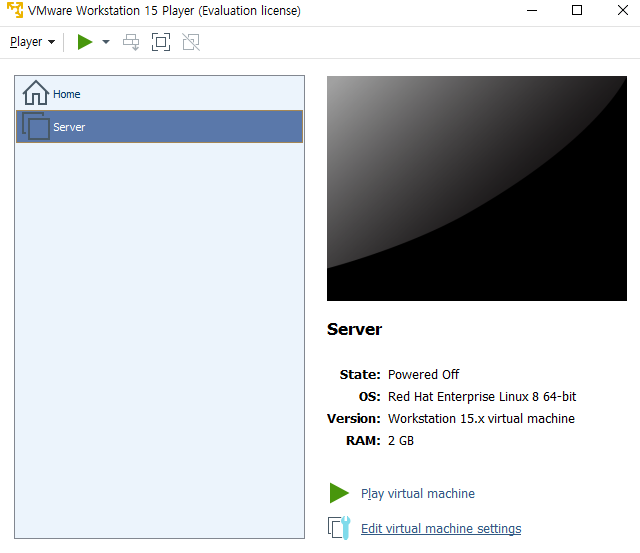 VMware Workstation 15 Player (Evaluation license)
Player
Home
Server
Server
State: Powered Off
OS: Red Hat Enterprise Linux 8 64-bit
Version: Workstation 15.x virtual machine
RAM: 2 GB
Play virtual machine
Edit virtual machine settings